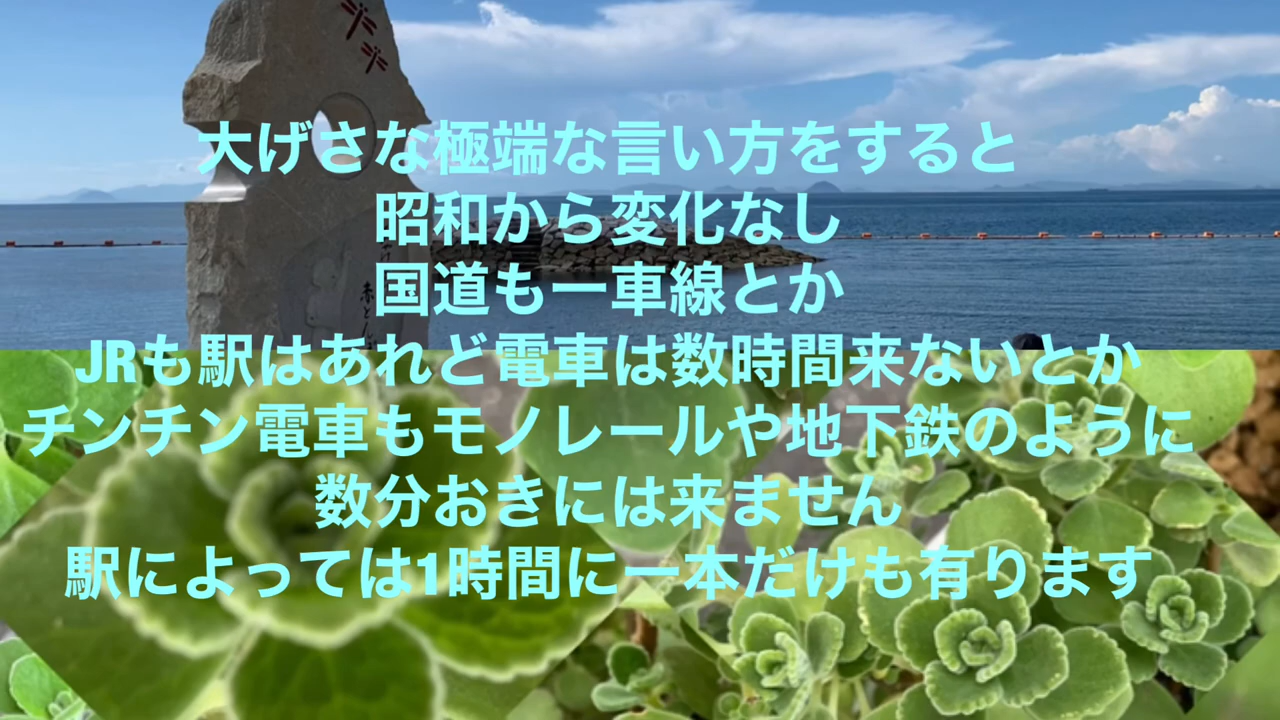 大げさな極端な言い方をすると
昭和から変化なし
国道も一車線とか
JRも駅はあれど電車は数時間来ないとか
チンチン電車もモノレールや地下鉄のように
数分おきには来ません
駅によっては1時間に一本だけも有ります